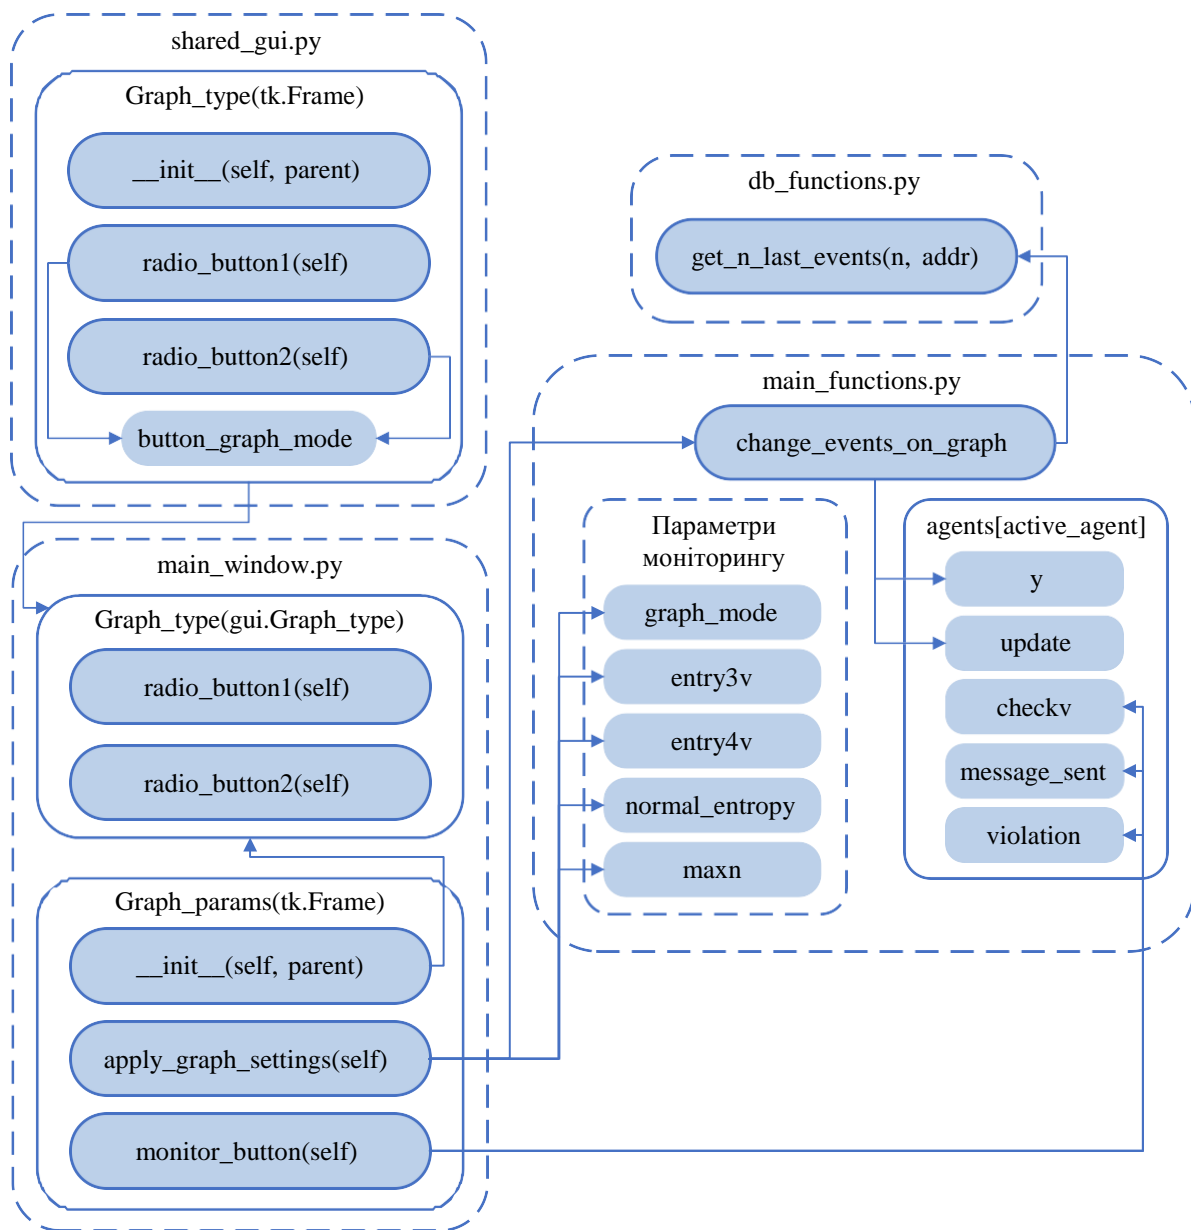 shared_gui.py
Graph_type(tk.Frame)
__init__(self, parent)
radio_button1(self)
radio_button2(self)
button_graph_mode
main_window.py
Graph_type(gui.Graph_type)
radio_button1(self)
radio_button2(self)
Graph_params(tk.Frame)
__init__(self, parent)
apply_graph_settings(self)
monitor_button(self)
db_functions.py
get_n_last_events(n, addr)
main_functions.py
change_events_on_graph
Параметри
моніторингу
graph_mode
entry3v
entry4v
normal_entropy
maxn
agents[active_agent]
y
update
checkv
message_sent
violation